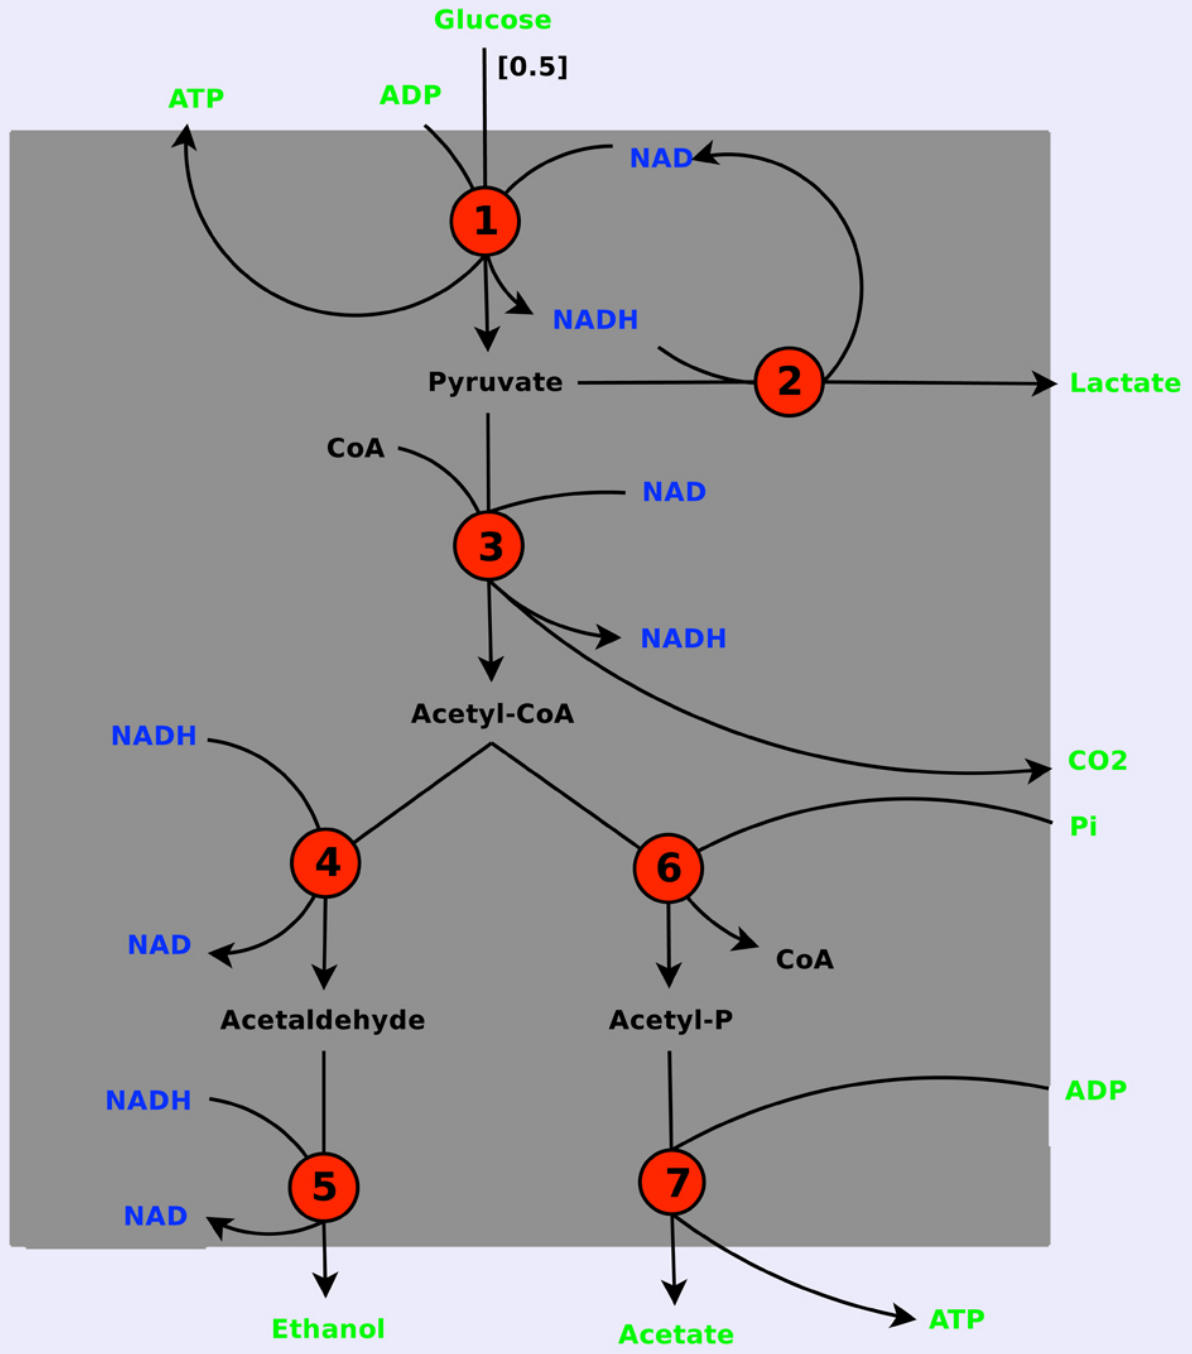 Glucose
[0.5]
ATP
ADP
NAD
1
NADH
Pyruvate
2
Lactate
CoA
NAD
3
NADH
Acetyl-CoA
NADH
CO2
Pi
4
6
NAD
CoA
Acetaldehyde
Acetyl-P
ADP
NADH
5
7
NAD
Ethanol
Acetate
ATP